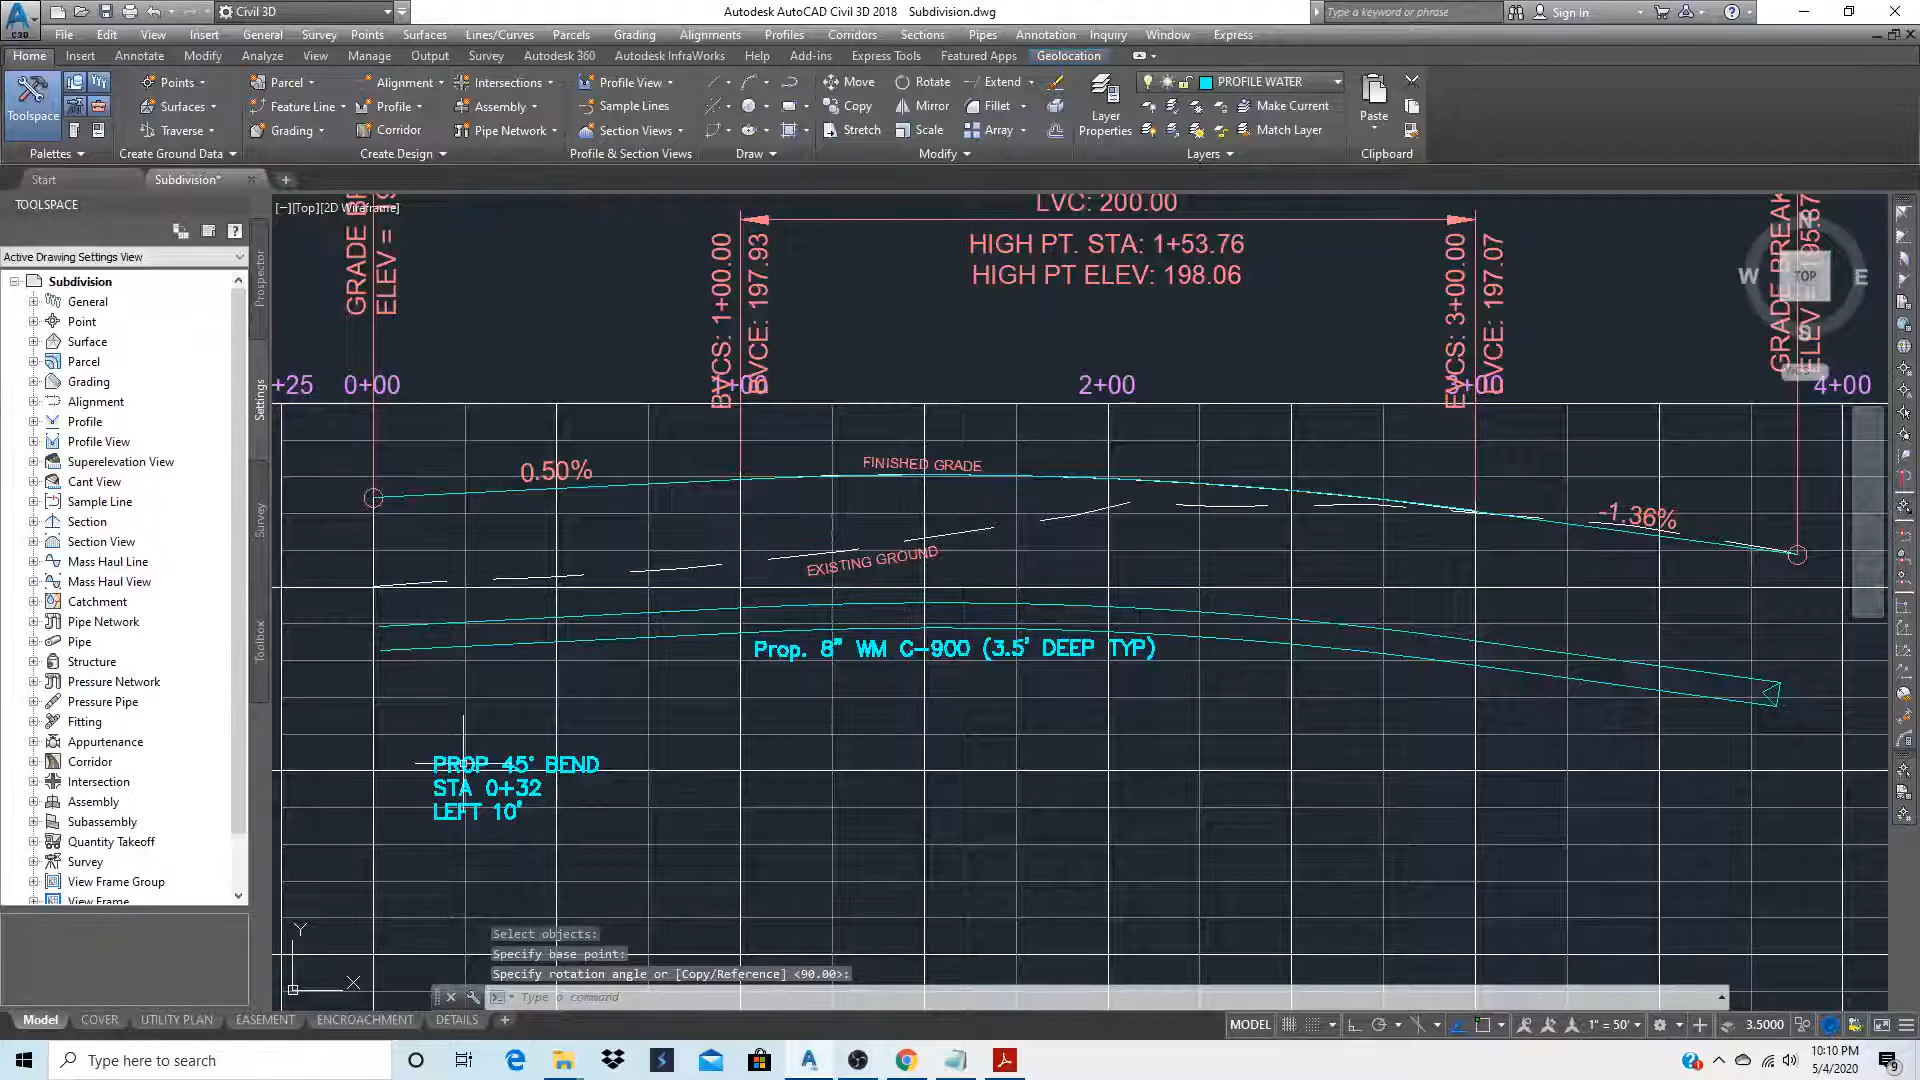 Civil 3D
Autodesk AutoCAD Civil 3D 2018 Subdivision.dwg
Type a keyword or phrase
Sign In
C3D
File Edit View Insert General Survey Points Surfaces Lines/Curves Parcels Grading Alignments Profiles Corridors Sections Pipes Annotation Inquiry Window Express
Home Insert Annotate Modify Analyze View Manage Output Survey Autodesk 360 Autodesk InfraWorks Help Add-ins Express Tools Featured Apps Geolocation
Toolspace
Palettes
Points
Surfaces
Traverse
Create Ground Data
Parcel
Feature Line
Grading
Alignment
Profile
Corridor
Intersections
Assembly
Pipe Network
Create Design
Profile View
Sample Lines
Section Views
Profile & Section Views
Draw
Move
Copy
Stretch
Rotate
Mirror
Scale
Extend
Fillet
Array
Modify
Layer
Properties
PROFILE WATER
Make Current
Match Layer
Layers
Paste
Clipboard
Start
Subdivision*
TOOLSPACE
Active Drawing Settings View
Subdivision
General
Point
Surface
Parcel
Grading
Alignment
Profile
Profile View
Superelevation View
Cant View
Sample Line
Section
Section View
Mass Haul Line
Mass Haul View
Catchment
Pipe Network
Pipe
Structure
Pressure Network
Pressure Pipe
Fitting
Appurtenance
Corridor
Intersection
Assembly
Subassembly
Quantity Takeoff
Survey
View Frame Group
View Frame
Prospector
Settings
Survey
Toolbox
[−][Top][2D Wireframe]
LVC: 200.00
HIGH PT. STA: 1+53.76
HIGH PT ELEV: 198.06
ELEV =
BVCS: 1+00.00
BVCE: 197.93
EVCS: 3+00.00
EVCE: 197.07
GRADE BREAK
W TOP E
S
+25 0+00 2+00 3+00 4+00
0.50%
FINISHED GRADE
EXISTING GROUND
-1.36%
Prop. 8" WM C-900 (3.5' DEEP TYP)
PROP 45° BEND
STA 0+32
LEFT 10'
Y
X
Select objects:
Specify base point:
Specify rotation angle or [Copy/Reference] <90.00>:
Type a command
Model COVER UTILITY PLAN EASEMENT ENCROACHMENT DETAILS
MODEL
1" = 50'
3.5000
Type here to search
10:10 PM
5/4/2020
9